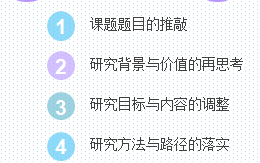 1 课题题目的推敲
2 研究背景与价值的再思考
3 研究目标与内容的调整
4 研究方法与路径的落实